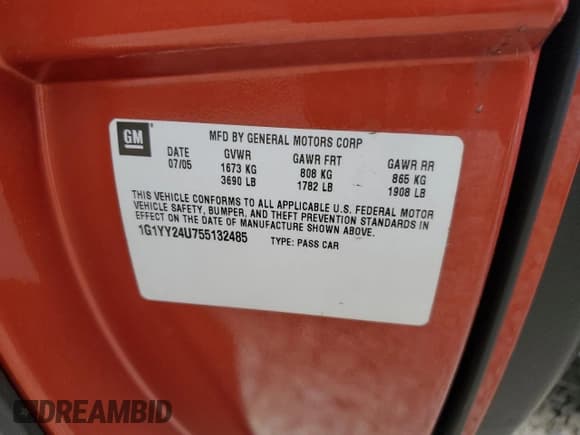 GM
MFD BY GENERAL MOTORS CORP
DATE GVWR GAWR FRT GAWR RR
07/05 1673 KG 808 KG 865 KG
3690 LB 1782 LB 1908 LB
THIS VEHICLE CONFORMS TO ALL APPLICABLE U.S. FEDERAL MOTOR
VEHICLE SAFETY, BUMPER, AND THEFT PREVENTION STANDARDS IN
EFFECT ON THE DATE OF MANUFACTURE SHOWN ABOVE.
1G1YY24U755132485 TYPE: PASS CAR
DREAMBID